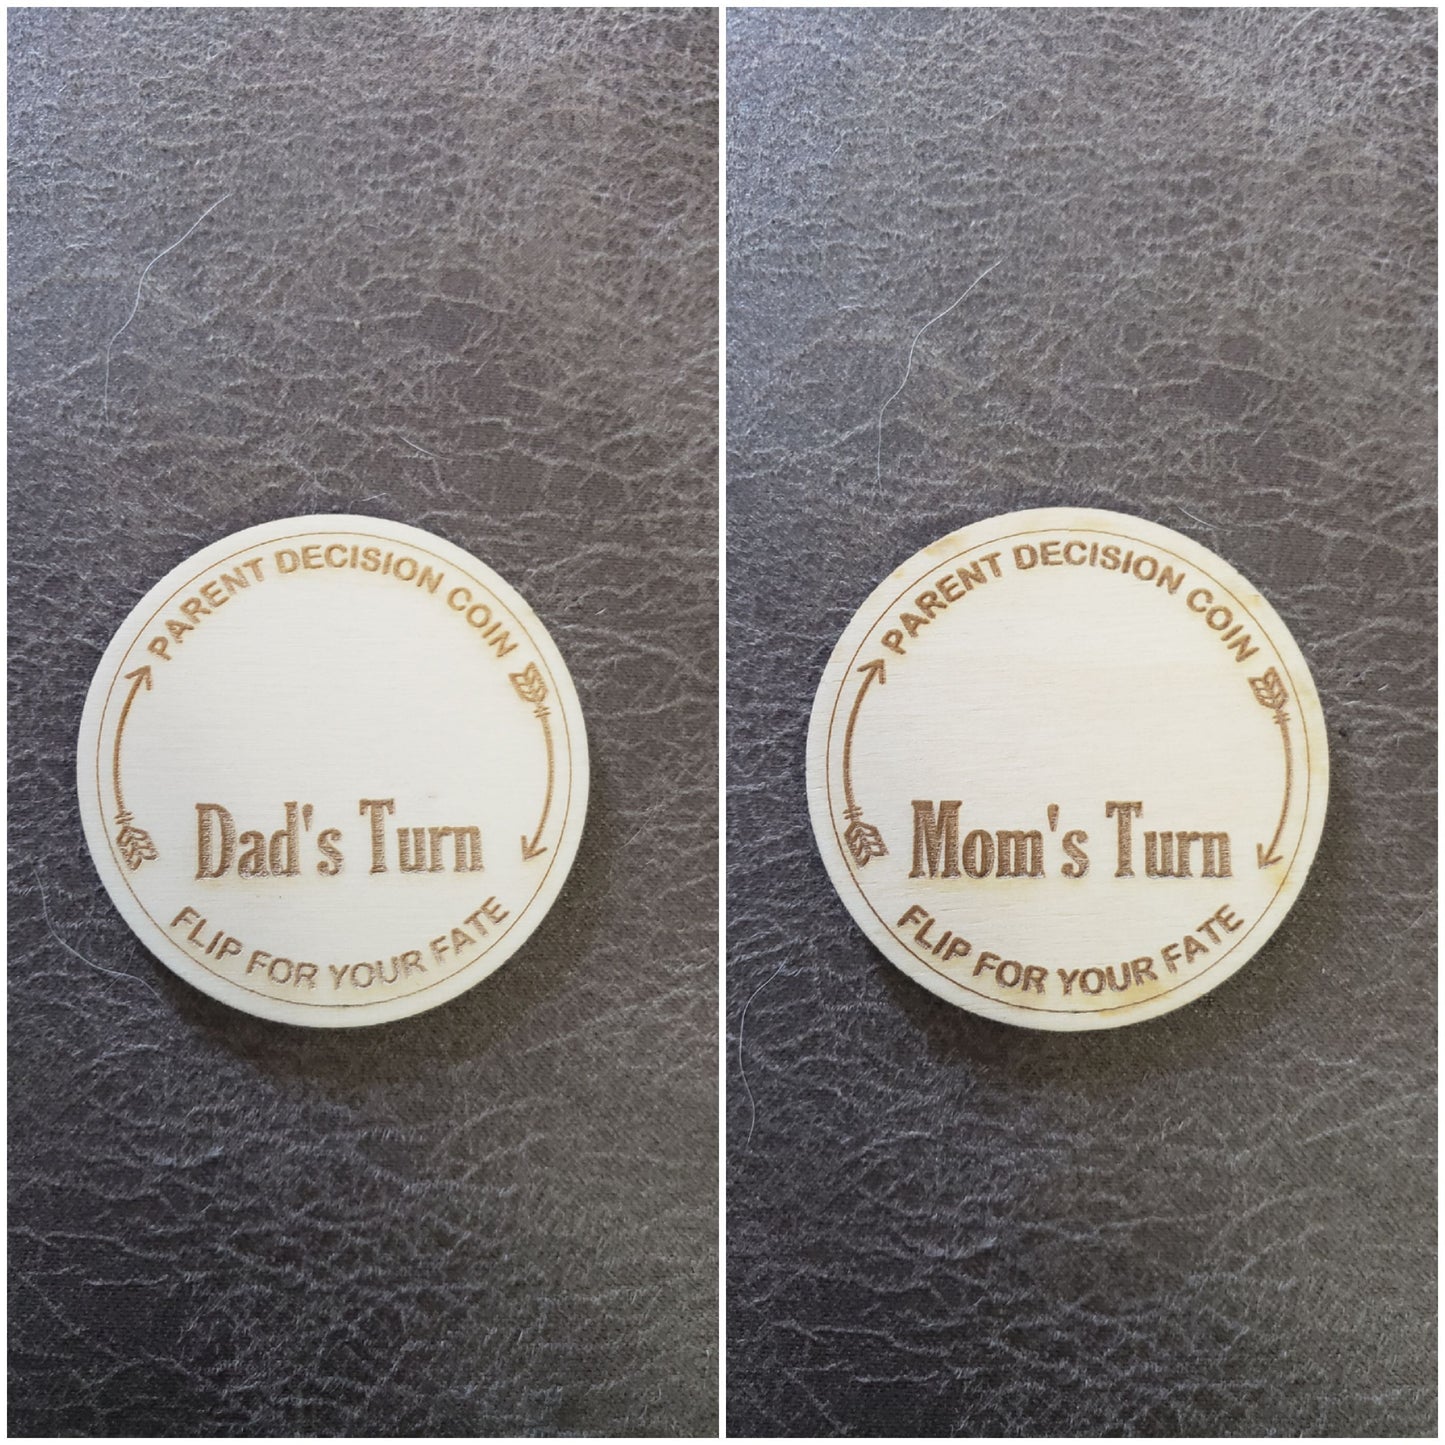 PARENT DECISION COIN
Dad's Turn
FLIP FOR YOUR FATE
PARENT DECISION COIN
Mom's Turn
FLIP FOR YOUR FATE